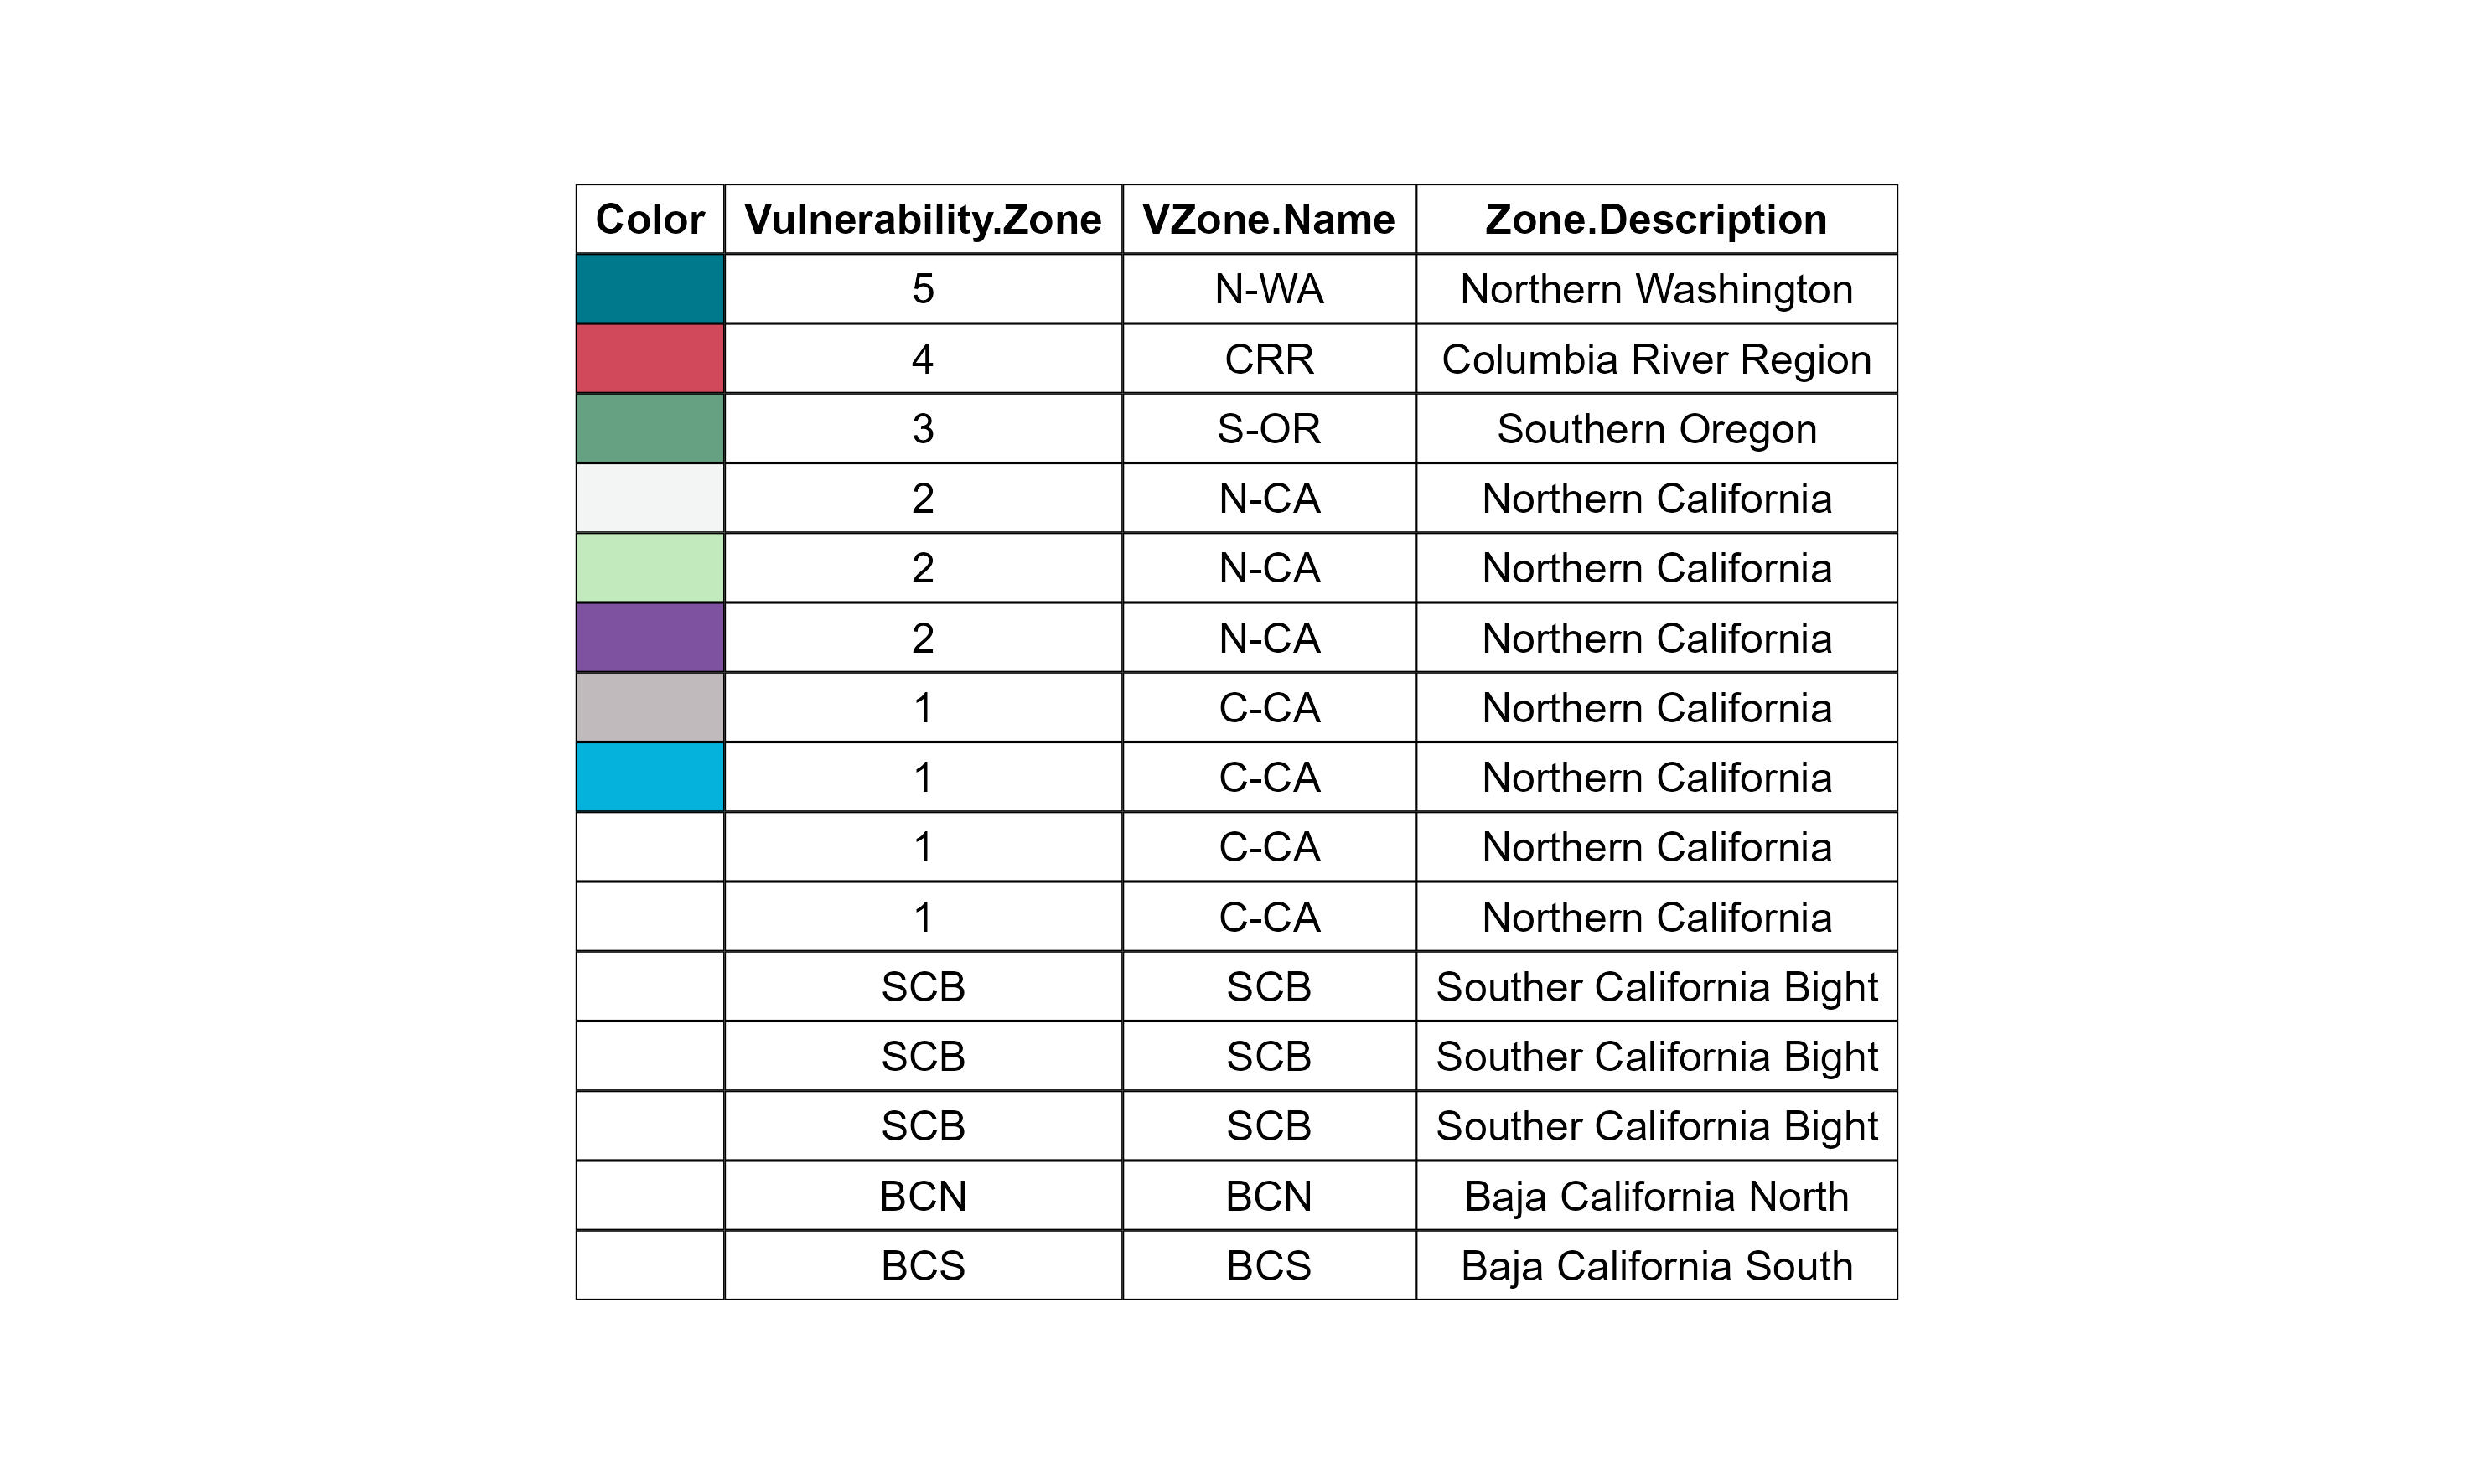 Color Vulnerability.Zone VZone.Name Zone.Description
5 N-WA Northern Washington
4 CRR Columbia River Region
3 S-OR Southern Oregon
2 N-CA Northern California
2 N-CA Northern California
2 N-CA Northern California
1 C-CA Northern California
1 C-CA Northern California
1 C-CA Northern California
1 C-CA Northern California
SCB SCB Souther California Bight
SCB SCB Souther California Bight
SCB SCB Souther California Bight
BCN BCN Baja California North
BCS BCS Baja California South